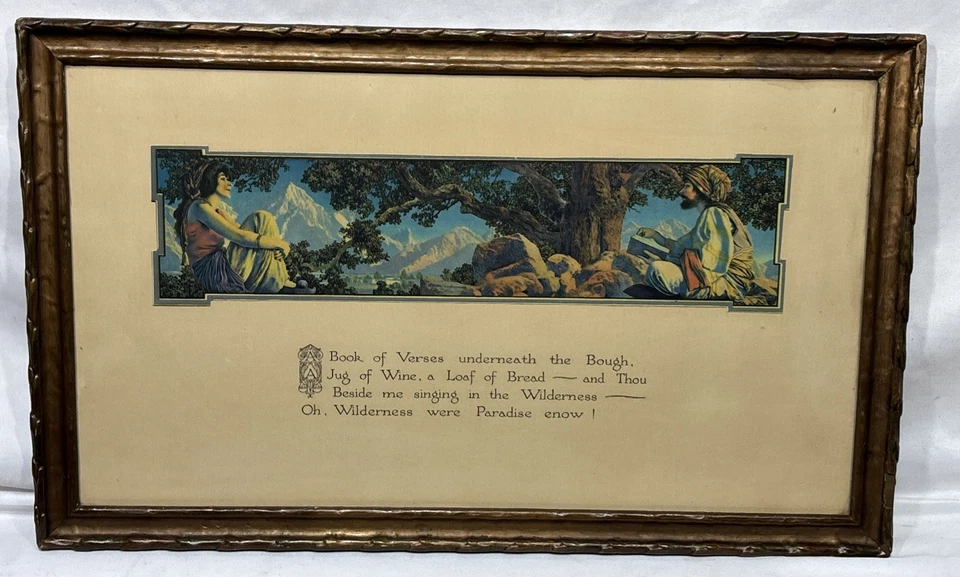 A Book of Verses underneath the Bough,
A Jug of Wine, a Loaf of Bread — and Thou
Beside me singing in the Wilderness —
Oh, Wilderness were Paradise enow !